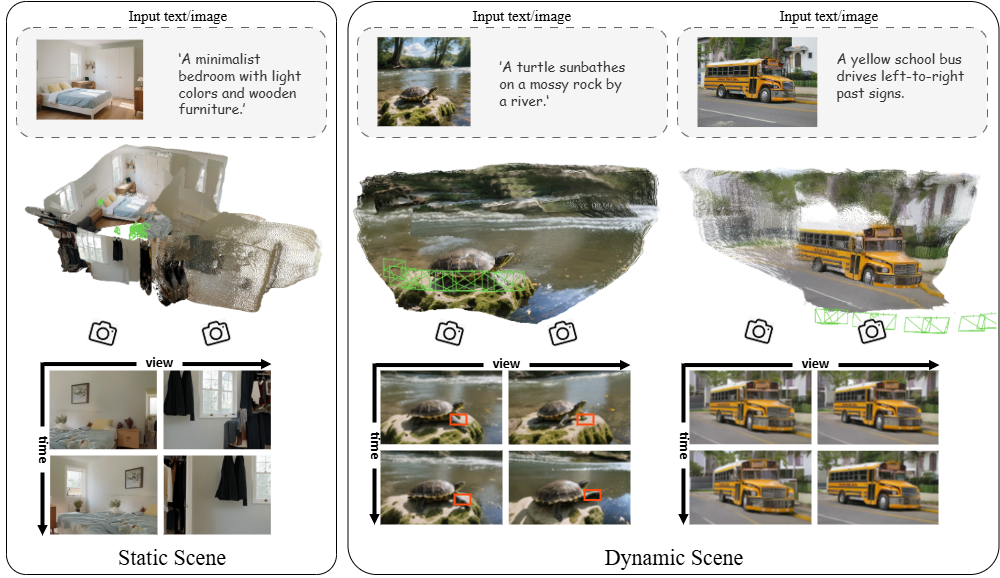 Input text/image
'A minimalist
bedroom with light
colors and wooden
furniture.'
view
time
Static Scene
Input text/image
'A turtle sunbathes
on a mossy rock by
a river.'
view
time
Input text/image
A yellow school bus
drives left-to-right
past signs.
view
time
Dynamic Scene